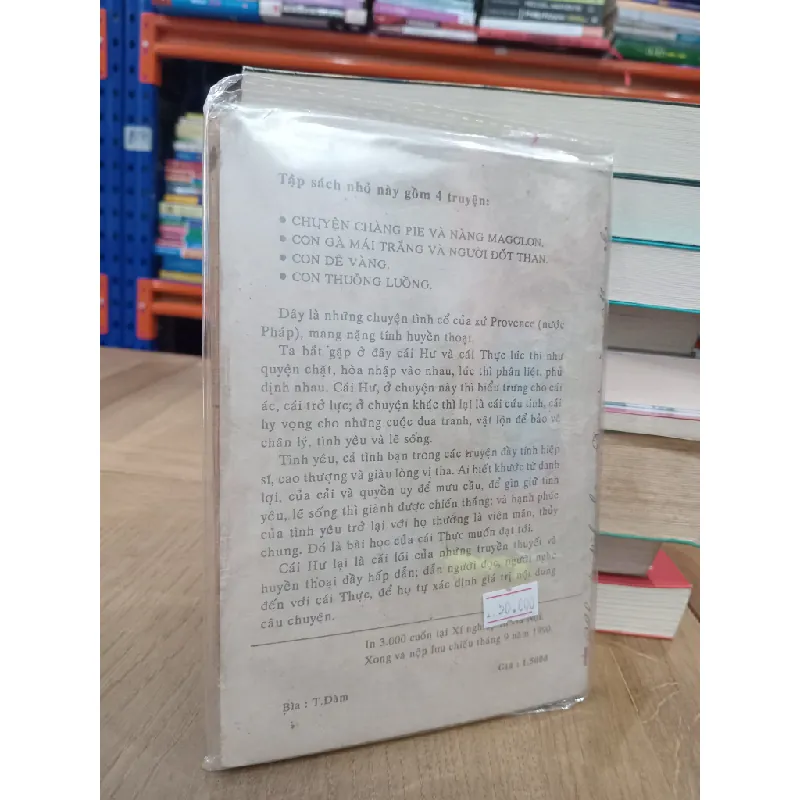 Tập sách nhỏ này gồm 4 truyện:
• CHUYỆN CHÀNG PIE VÀ NÀNG MAGOLON.
• CON GÀ MÁI TRẮNG VÀ NGƯỜI ĐỐT THAN.
• CON DÊ VÀNG.
• CON THUỒNG LUỒNG.
Đây là những chuyện tình cổ của xứ Provence (nước
Pháp), mang nặng tính huyền thoại.
Ta bắt gặp ở đây cái Hư và cái Thực lúc thì như
quyện chặt, hòa nhập vào nhau, lúc thì phân liệt, phủ
định nhau. Cái Hư, ở chuyện này thì biểu trưng cho cái
ác, cái trở lực; ở chuyện khác thì lại là cái cứu tinh, cái
hy vọng cho những cuộc đua tranh, vật lộn để bảo vệ
chân lý, tình yêu và lẽ sống.
Tình yêu, cả tình bạn trong các truyện đầy tính hiệp
sĩ, cao thượng và giàu lòng vị tha. Ai biết khước từ danh
lợi, của cải và quyền uy để mưu cầu, để gìn giữ tình
yêu, lẽ sống thì giành được chiến thắng; và hạnh phúc
của tình yêu trở lại với họ thường là viên mãn, thủy
chung. Đó là bài học của cái Thực muốn đạt tới.
Cái Hư lại là cái lõi của những truyền thuyết và
huyền thoại đầy hấp dẫn; dẫn người đọc, người nghe
đến với cái Thực, để họ tự xác định giá trị nội dung
câu chuyện.
50.000
In 3.000 cuốn tại Xí
Xong và nộp lưu chiểu tháng 9 năm 1990.
Giá : 1.500đ
Bìa : T.Đàm